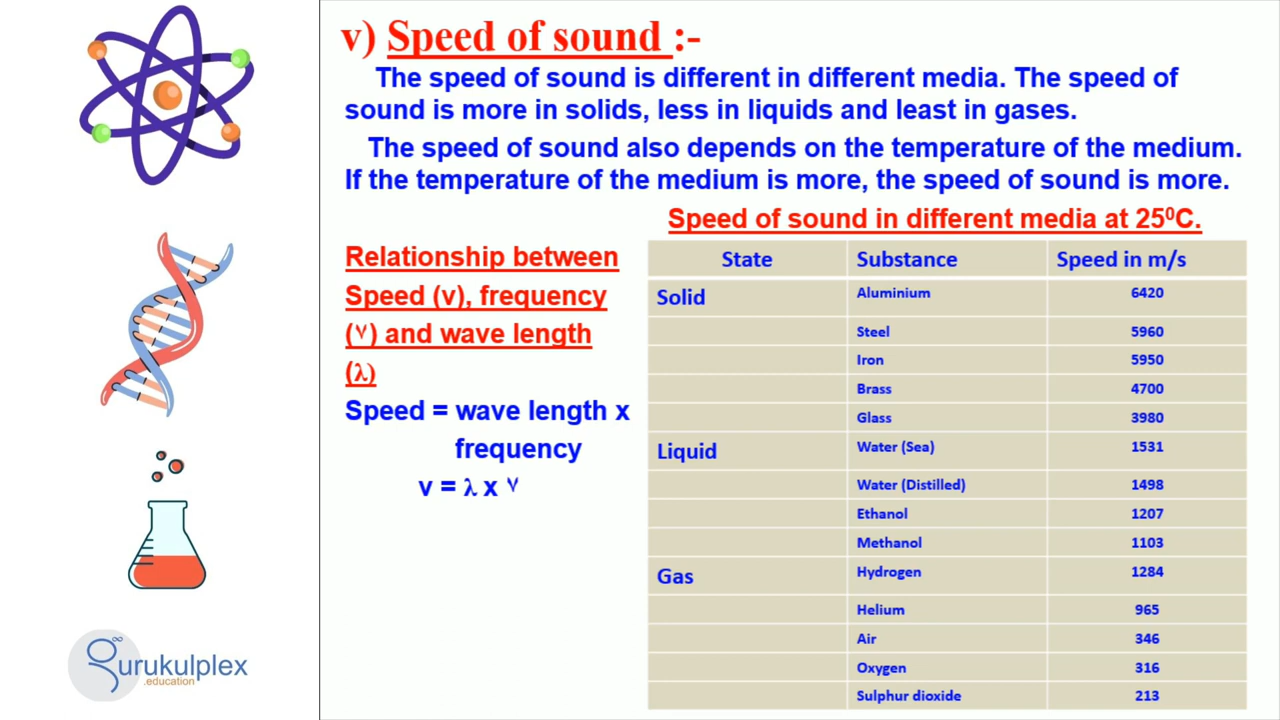 v) Speed of sound :-
The speed of sound is different in different media. The speed of
sound is more in solids, less in liquids and least in gases.
The speed of sound also depends on the temperature of the medium.
If the temperature of the medium is more, the speed of sound is more.
Speed of sound in different media at 25⁰C.
Relationship between
Speed (v), frequency
(٧) and wave length
(λ)
Speed = wave length x
frequency
v = λ x ٧
State Substance Speed in m/s
Solid Aluminium 6420
Steel 5960
Iron 5950
Brass 4700
Glass 3980
Liquid Water (Sea) 1531
Water (Distilled) 1498
Ethanol 1207
Methanol 1103
Gas Hydrogen 1284
Helium 965
Air 346
Oxygen 316
Sulphur dioxide 213
gurukulplex
.education